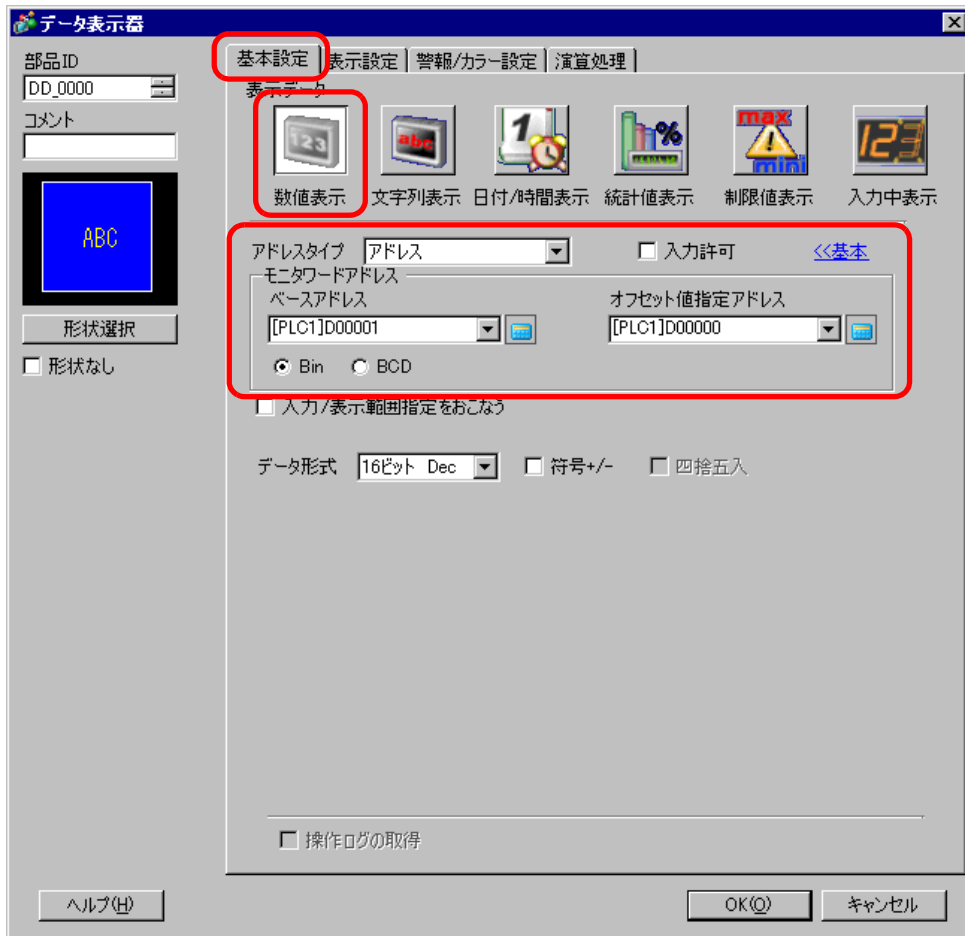 データ表示器
部品ID
DD_0000
コメント
ABC
形状選択
形状なし
基本設定 表示設定 警報/カラー設定 演算処理
表示データ
123 abc 1 % max mini 123
数値表示 文字列表示 日付/時間表示 統計値表示 制限値表示 入力中表示
アドレスタイプ アドレス 入力許可 <<基本
モニタワードアドレス
ベースアドレス オフセット値指定アドレス
[PLC1]D00001 [PLC1]D00000
Bin BCD
入力/表示範囲指定をおこなう
データ形式 16ビット Dec 符号+/- 四捨五入
操作ログの取得
ヘルプ(H) OK(O) キャンセル